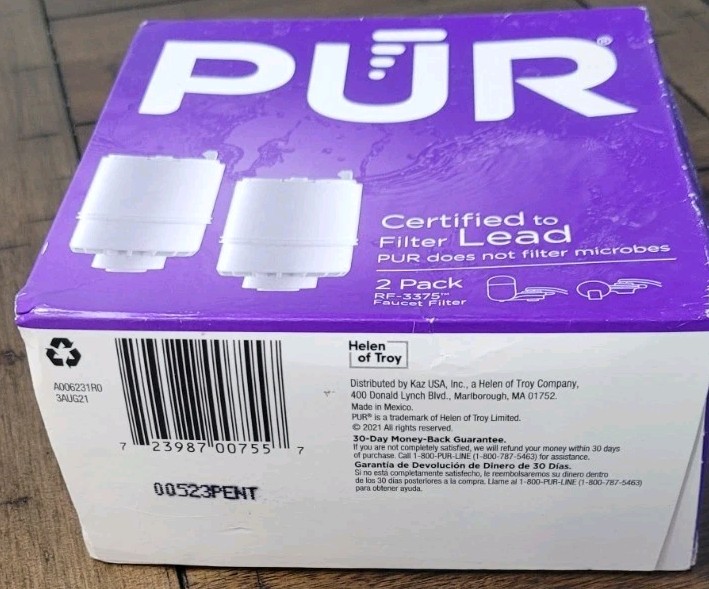 PUR®
Certified to
Filter Lead
PUR does not filter microbes
2 Pack
RF-3375™
Faucet Filter
A006231R0
3AUG21
7 23987 00755 7
00523PENT
Helen
of Troy
Distributed by Kaz USA, Inc., a Helen of Troy Company,
400 Donald Lynch Blvd., Marlborough, MA 01752.
Made in Mexico.
PUR® is a trademark of Helen of Troy Limited.
© 2021 All rights reserved.
30-Day Money-Back Guarantee.
If you are not completely satisfied, we will refund your money within 30 days
of purchase. Call 1-800-PUR-LINE (1-800-787-5463) for assistance.
Garantía de Devolución de Dinero de 30 Días.
Si no está completamente satisfecho, le reembolsaremos su dinero dentro
de los 30 días posteriores a la compra. Llame al 1-800-PUR-LINE (1-800-787-5463)
para obtener ayuda.